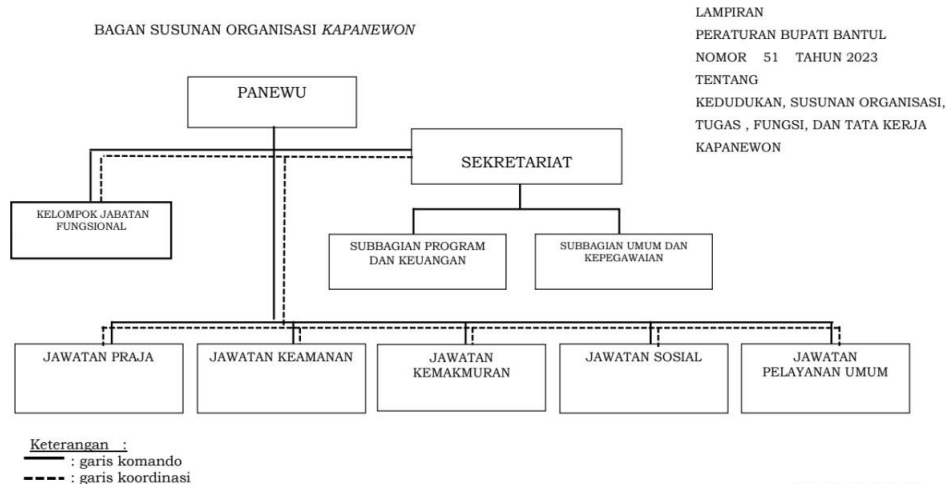 LAMPIRAN
PERATURAN BUPATI BANTUL
NOMOR 51 TAHUN 2023
TENTANG
KEDUDUKAN, SUSUNAN ORGANISASI,
TUGAS , FUNGSI, DAN TATA KERJA
KAPANEWON
BAGAN SUSUNAN ORGANISASI KAPANEWON
PANEWU
SEKRETARIAT
KELOMPOK JABATAN
FUNGSIONAL
SUBBAGIAN PROGRAM
DAN KEUANGAN
SUBBAGIAN UMUM DAN
KEPEGAWAIAN
JAWATAN PRAJA
JAWATAN KEAMANAN
JAWATAN
KEMAKMURAN
JAWATAN SOSIAL
JAWATAN
PELAYANAN UMUM
Keterangan :
: garis komando
: garis koordinasi